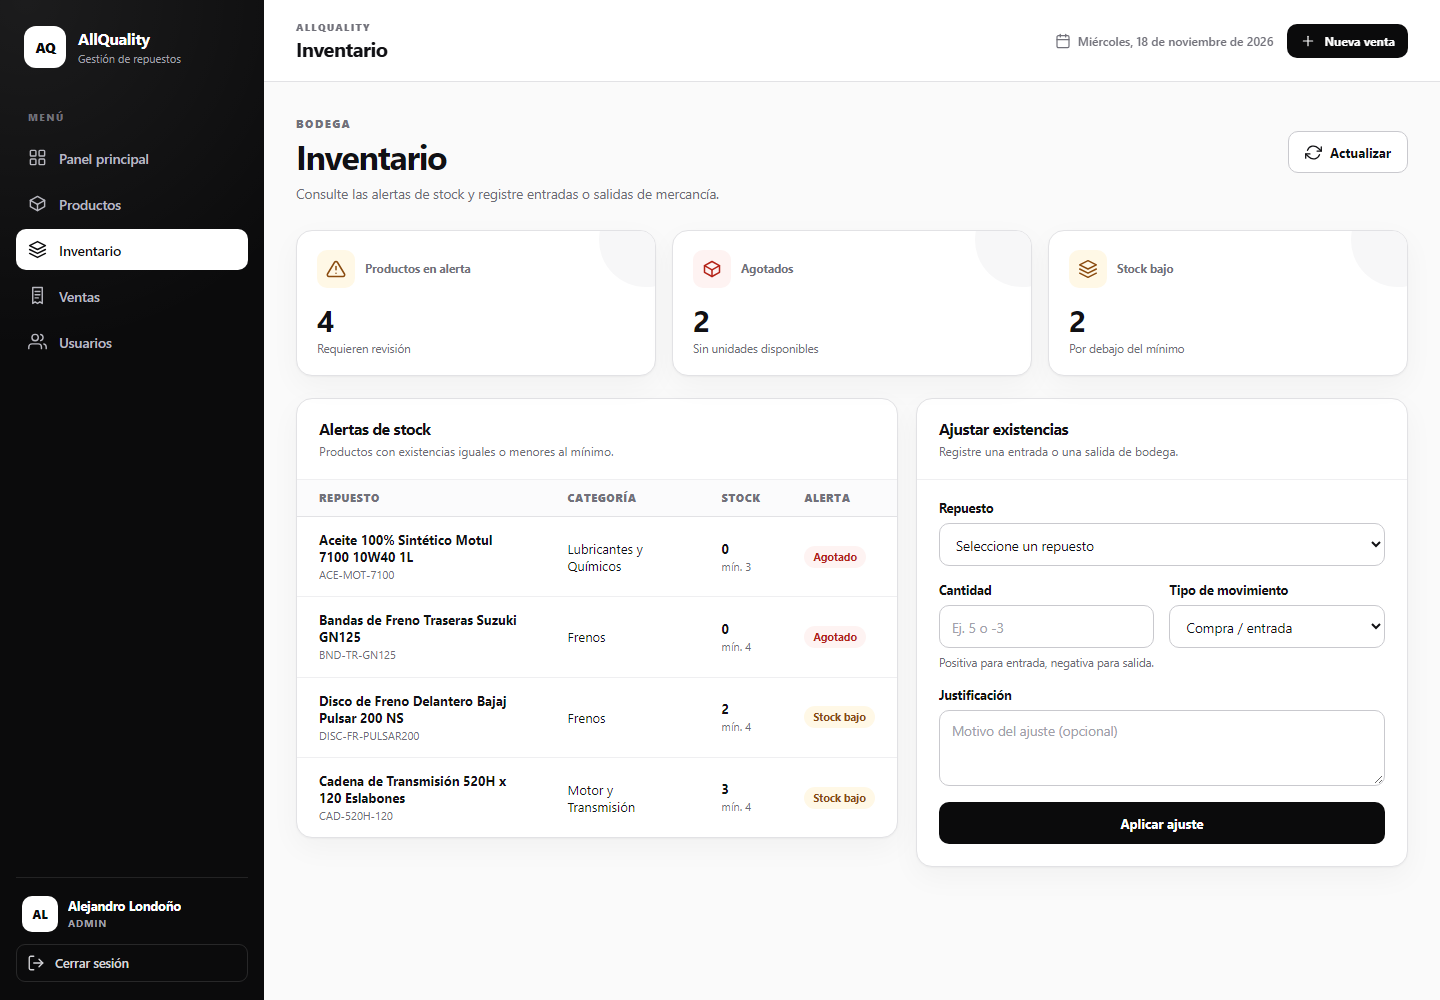 AQ
AllQuality
Gestión de repuestos
MENÚ
Panel principal
Productos
Inventario
Ventas
Usuarios
AL
Alejandro Londoño
ADMIN
Cerrar sesión
ALLQUALITY
Inventario
Miércoles, 18 de noviembre de 2026
Nueva venta
BODEGA
Inventario
Consulte las alertas de stock y registre entradas o salidas de mercancía.
Actualizar
Productos en alerta
4
Requieren revisión
Agotados
2
Sin unidades disponibles
Stock bajo
2
Por debajo del mínimo
Alertas de stock
Productos con existencias iguales o menores al mínimo.
REPUESTO CATEGORÍA STOCK ALERTA
Aceite 100% Sintético Motul
7100 10W40 1L
ACE-MOT-7100
Lubricantes y
Químicos
0
mín. 3
Agotado
Bandas de Freno Traseras Suzuki
GN125
BND-TR-GN125
Frenos
0
mín. 4
Agotado
Disco de Freno Delantero Bajaj
Pulsar 200 NS
DISC-FR-PULSAR200
Frenos
2
mín. 4
Stock bajo
Cadena de Transmisión 520H x
120 Eslabones
CAD-520H-120
Motor y
Transmisión
3
mín. 4
Stock bajo
Ajustar existencias
Registre una entrada o una salida de bodega.
Repuesto
Seleccione un repuesto
Cantidad
Ej. 5 o -3
Positiva para entrada, negativa para salida.
Tipo de movimiento
Compra / entrada
Justificación
Motivo del ajuste (opcional)
Aplicar ajuste